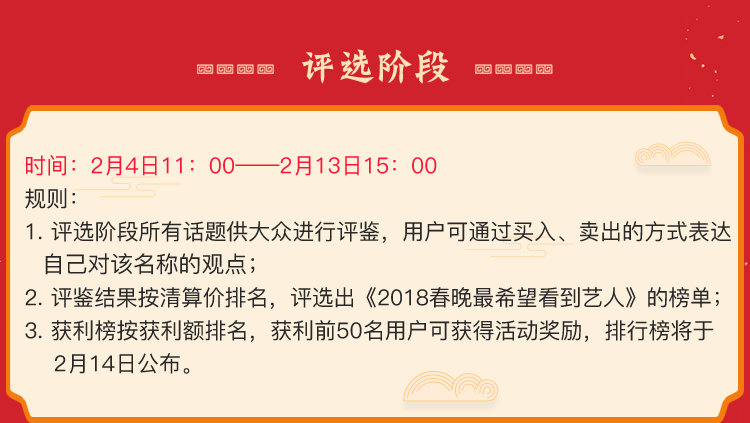 评选阶段
时间：2月4日11：00——2月13日15：00
规则：
1. 评选阶段所有话题供大众进行评鉴，用户可通过买入、卖出的方式表达
自己对该名称的观点；
2. 评鉴结果按清算价排名，评选出《2018春晚最希望看到艺人》的榜单；
3. 获利榜按获利额排名，获利前50名用户可获得活动奖励，排行榜将于
2月14日公布。